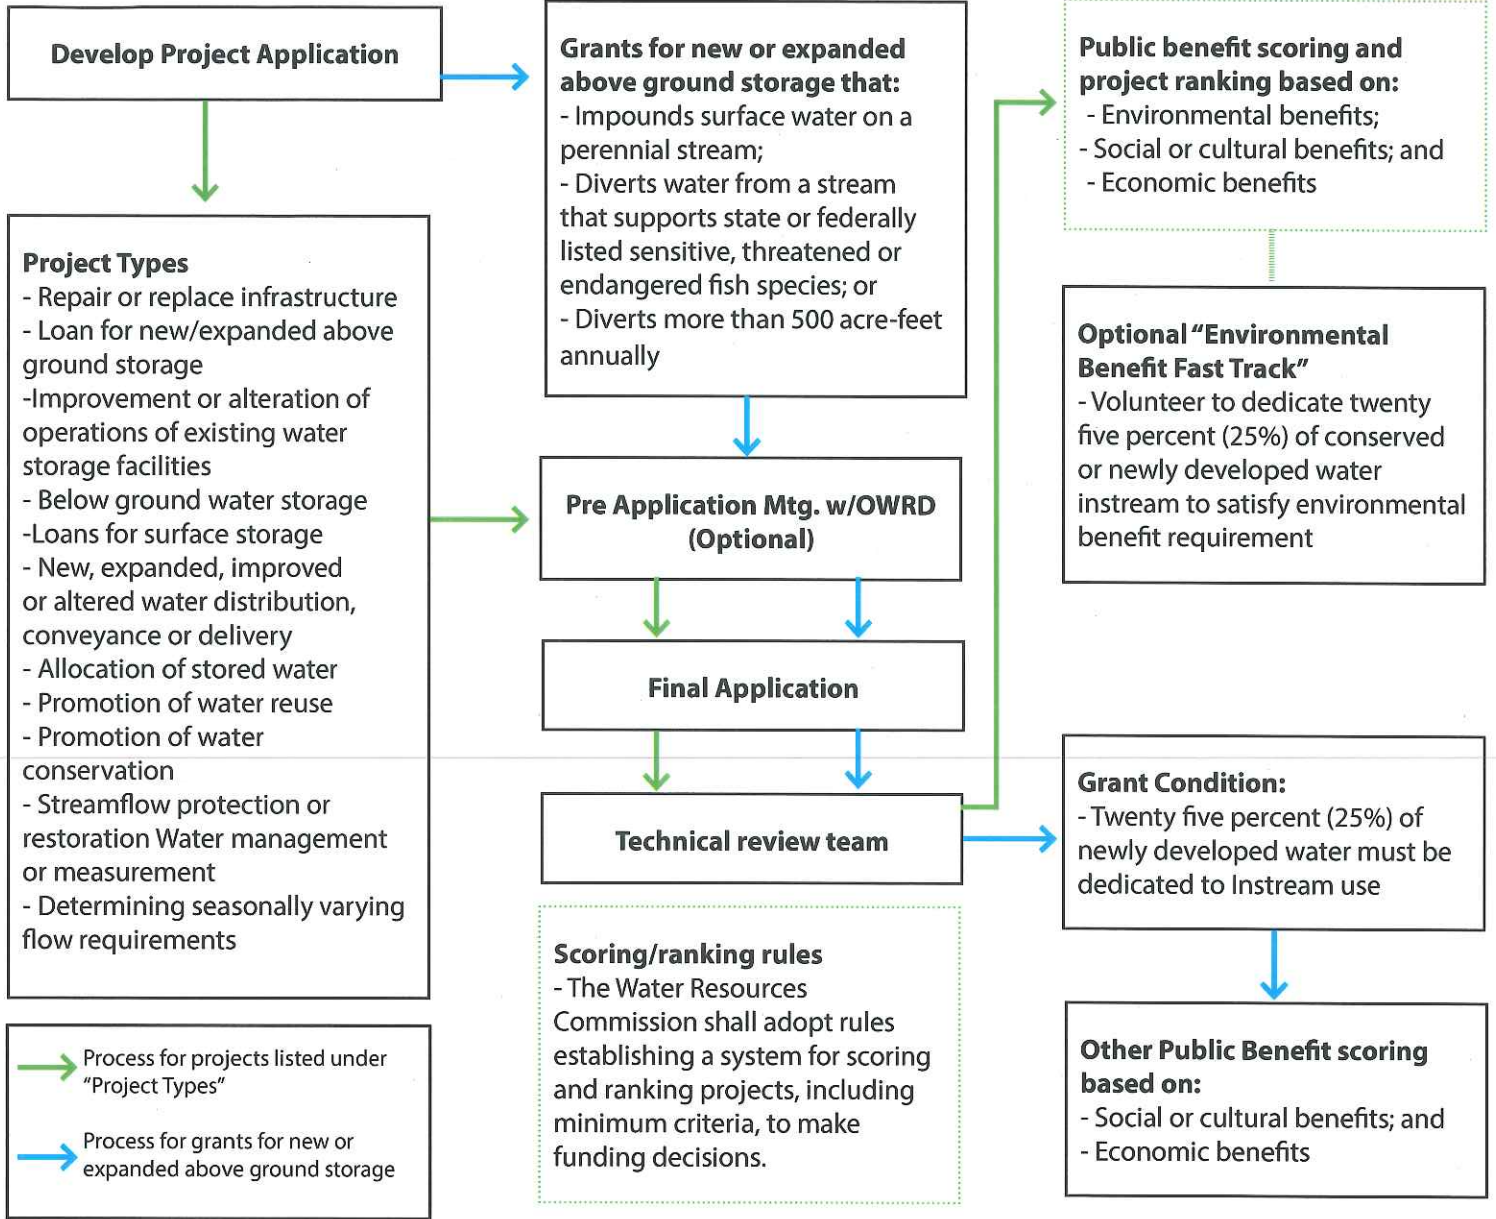 Develop Project Application
Grants for new or expanded
above ground storage that:
- Impounds surface water on a
perennial stream;
- Diverts water from a stream
that supports state or federally
listed sensitive, threatened or
endangered fish species; or
- Diverts more than 500 acre-feet
annually
Public benefit scoring and
project ranking based on:
- Environmental benefits;
- Social or cultural benefits; and
- Economic benefits
Project Types
- Repair or replace infrastructure
- Loan for new/expanded above
ground storage
-Improvement or alteration of
operations of existing water
storage facilities
- Below ground water storage
-Loans for surface storage
- New, expanded, improved
or altered water distribution,
conveyance or delivery
- Allocation of stored water
- Promotion of water reuse
- Promotion of water
conservation
- Streamflow protection or
restoration Water management
or measurement
- Determining seasonally varying
flow requirements
Optional "Environmental
Benefit Fast Track"
- Volunteer to dedicate twenty
five percent (25%) of conserved
or newly developed water
instream to satisfy environmental
benefit requirement
Pre Application Mtg. w/OWRD
(Optional)
Final Application
Technical review team
Grant Condition:
- Twenty five percent (25%) of
newly developed water must be
dedicated to Instream use
Scoring/ranking rules
- The Water Resources
Commission shall adopt rules
establishing a system for scoring
and ranking projects, including
minimum criteria, to make
funding decisions.
Other Public Benefit scoring
based on:
- Social or cultural benefits; and
- Economic benefits
Process for projects listed under
"Project Types"
Process for grants for new or
expanded above ground storage